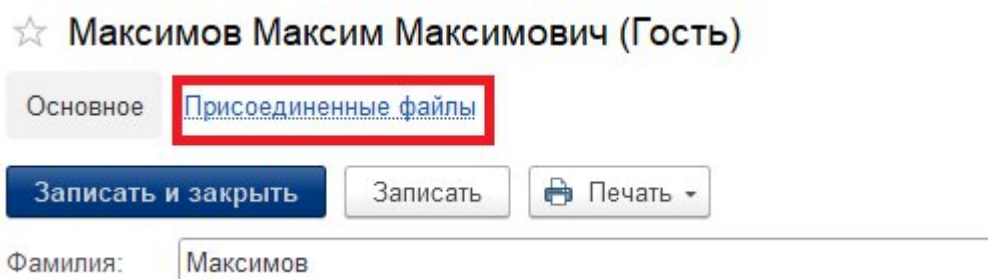 Максимов Максим Максимович (Гость)
Основное Присоединенные файлы
Записать и закрыть Записать Печать
Фамилия: Максимов